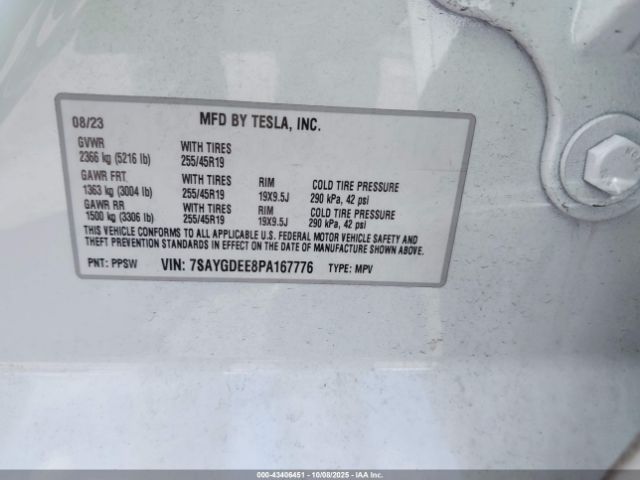 08/23 MFD BY TESLA, INC.
GVWR
2366 kg (5216 lb) WITH TIRES 255/45R19
GAWR FRT
1363 kg (3004 lb) WITH TIRES 255/45R19 RIM 19X9.5J COLD TIRE PRESSURE 290 kPa, 42 psi
GAWR RR
1500 kg (3306 lb) WITH TIRES 255/45R19 RIM 19X9.5J COLD TIRE PRESSURE 290 kPa, 42 psi
THIS VEHICLE CONFORMS TO ALL APPLICABLE U.S. FEDERAL MOTOR VEHICLE SAFETY AND
THEFT PREVENTION STANDARDS IN EFFECT ON THE DATE OF MANUFACTURE SHOWN ABOVE.
PNT: PPSW VIN: 7SAYGDEE8PA167776 TYPE: MPV
000-43406451 | 10/08/2025 | IAAI.COM